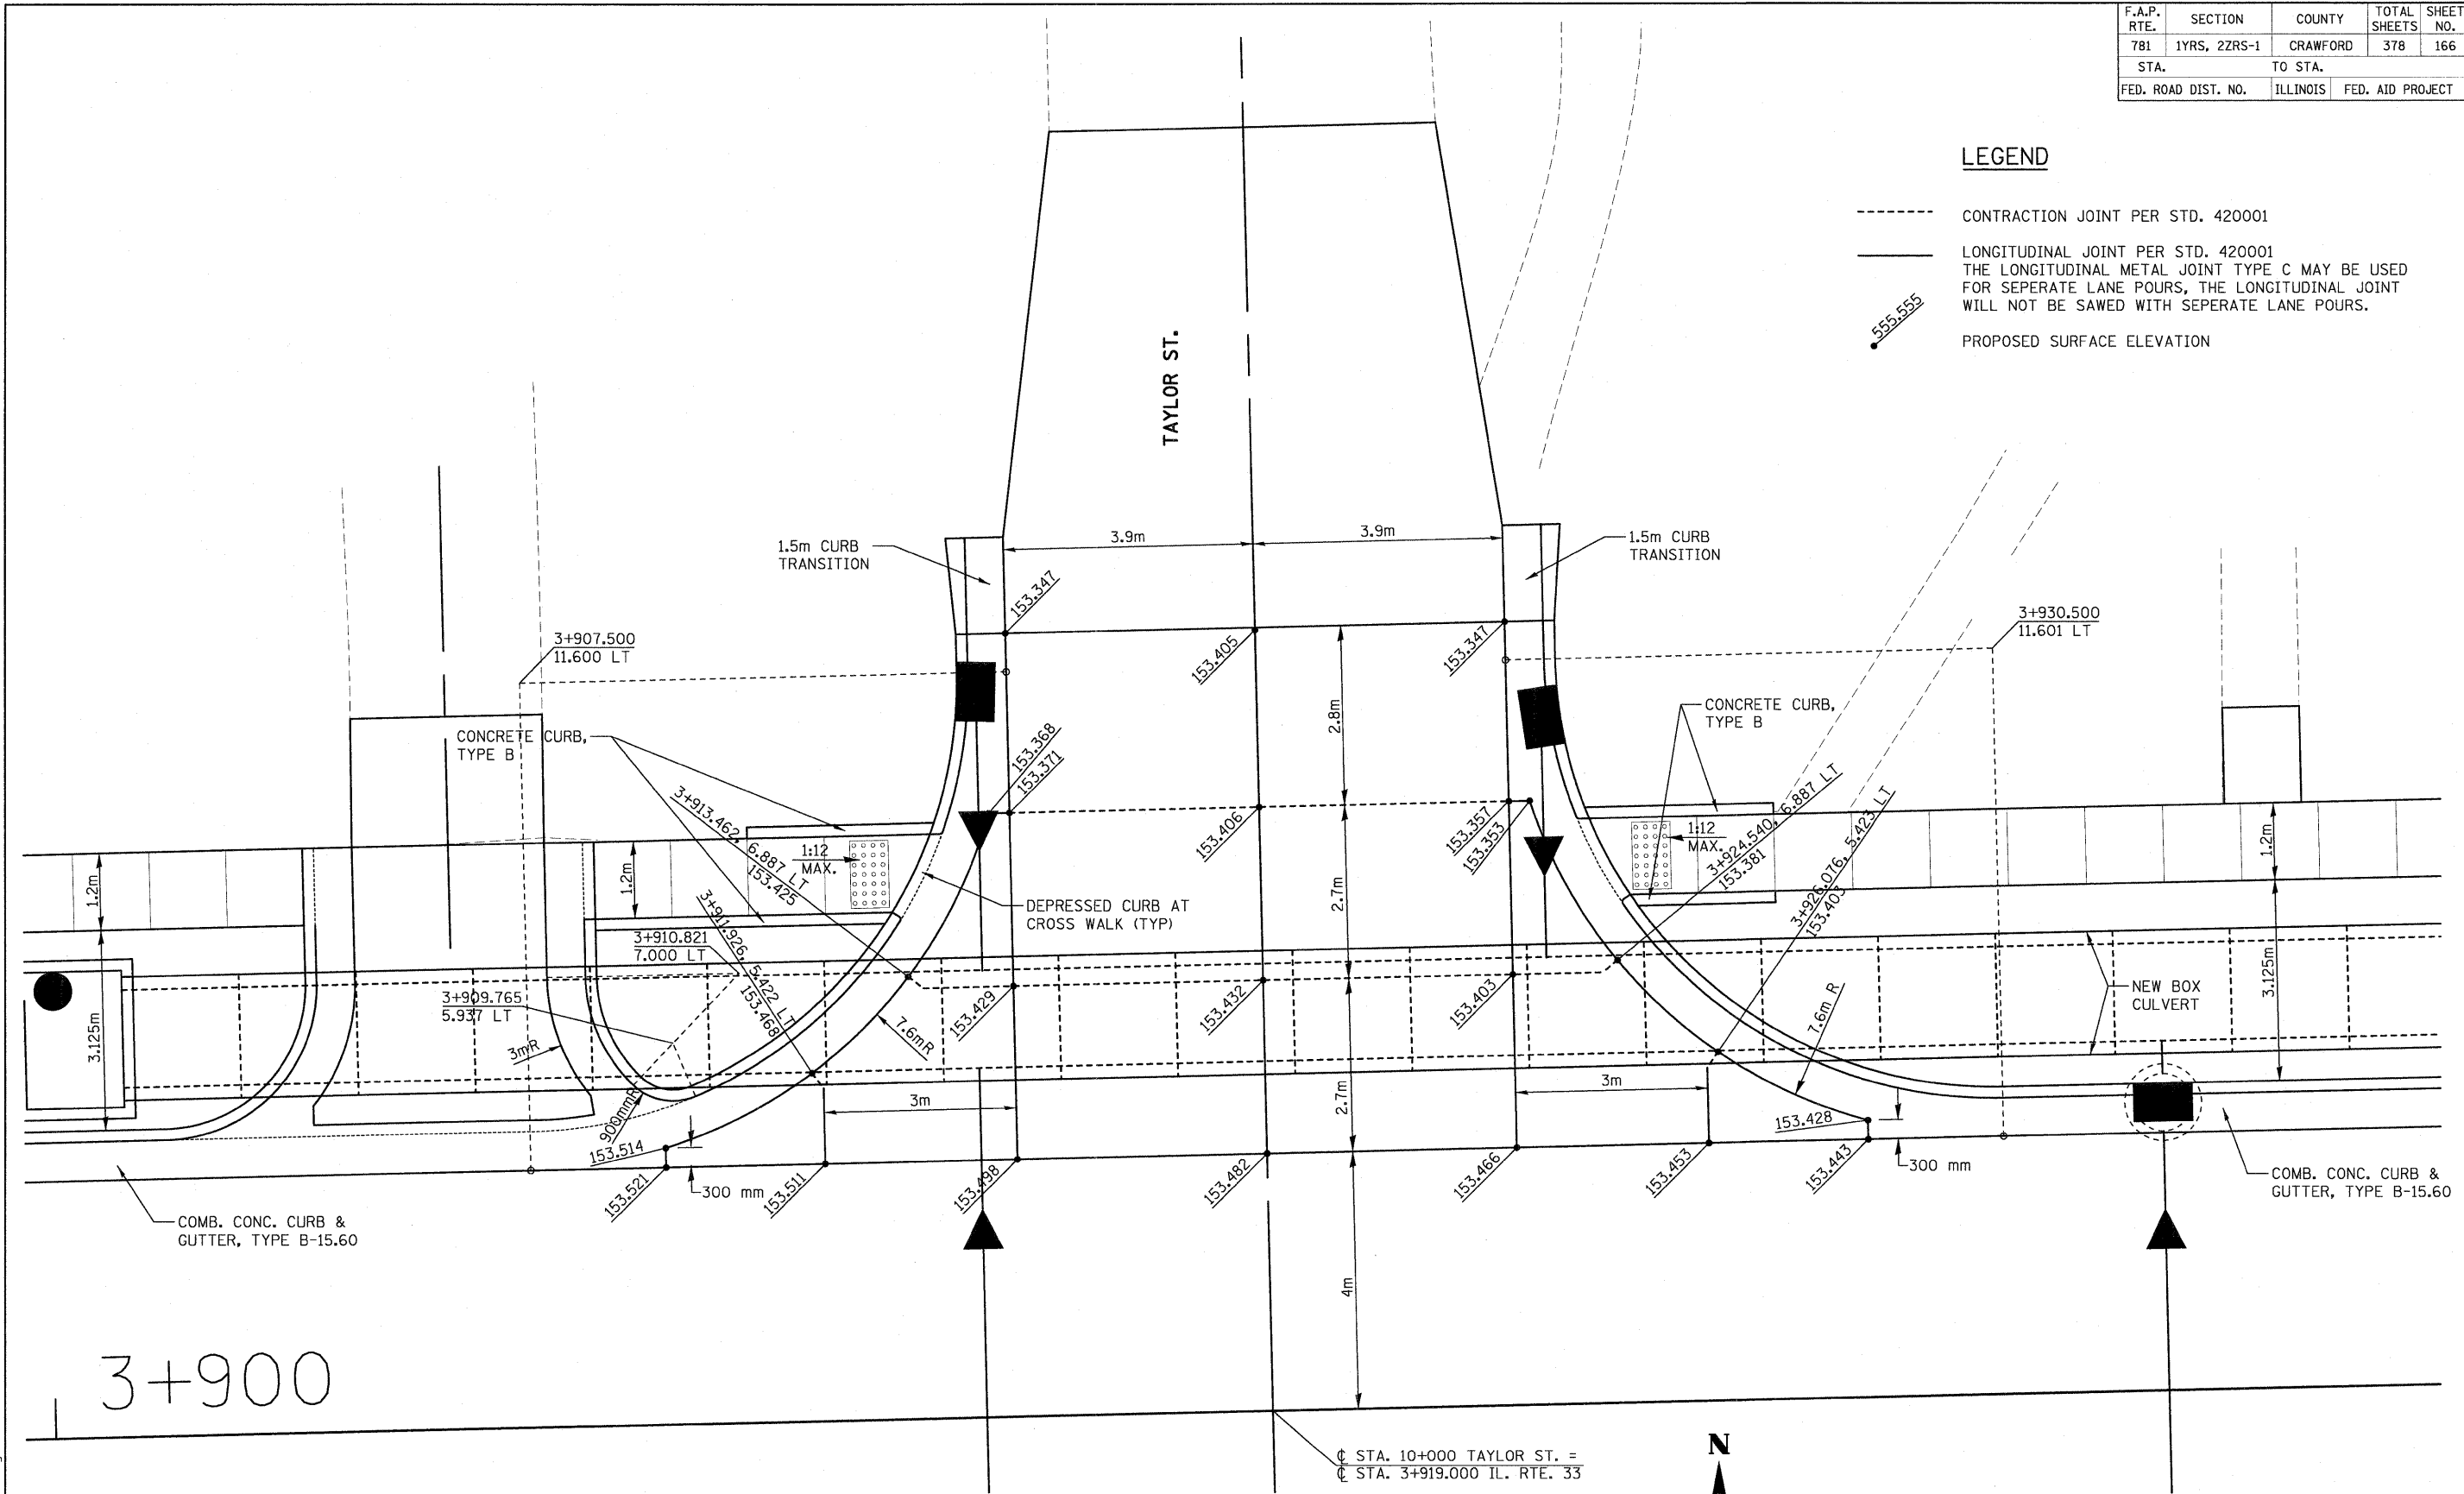 F.A.P. RTE. SECTION COUNTY TOTAL SHEETS SHEET NO.
781 1YRS, 2ZRS-1 CRAWFORD 378 166
STA. TO STA.
FED. ROAD DIST. NO. ILLINOIS FED. AID PROJECT
LEGEND
CONTRACTION JOINT PER STD. 420001
LONGITUDINAL JOINT PER STD. 420001
THE LONGITUDINAL METAL JOINT TYPE C MAY BE USED
FOR SEPERATE LANE POURS, THE LONGITUDINAL JOINT
WILL NOT BE SAWED WITH SEPERATE LANE POURS.
555.555
PROPOSED SURFACE ELEVATION
TAYLOR ST.
1.5m CURB
TRANSITION
3.9m
3.9m
1.5m CURB
TRANSITION
153.347
153.405
153.347
3+907.500
11.600 LT
3+930.500
11.601 LT
CONCRETE CURB,
TYPE B
2.8m
CONCRETE CURB,
TYPE B
153.368
153.371
153.406
153.357
153.353
3+913.462, 6.887 LT
153.425
1:12
MAX.
1:12
MAX.
3+924.540, 6.887 LT
153.381
3+926.076, 5.423 LT
153.403
1.2m
1.2m
1.2m
2.7m
DEPRESSED CURB AT
CROSS WALK (TYP)
3+910.821
7.000 LT
3+911.926, 5.422 LT
153.468
3+909.765
5.937 LT
153.429
153.432
153.403
NEW BOX
CULVERT
3.125m
3.125m
3mR
7.6mR
7.6m R
900mmR
3m
2.7m
3m
153.514
153.428
153.521
300 mm
153.511
153.498
153.482
153.466
153.453
153.443
300 mm
COMB. CONC. CURB &
GUTTER, TYPE B-15.60
COMB. CONC. CURB &
GUTTER, TYPE B-15.60
4m
3+900
℄ STA. 10+000 TAYLOR ST. =
℄ STA. 3+919.000 IL. RTE. 33
N